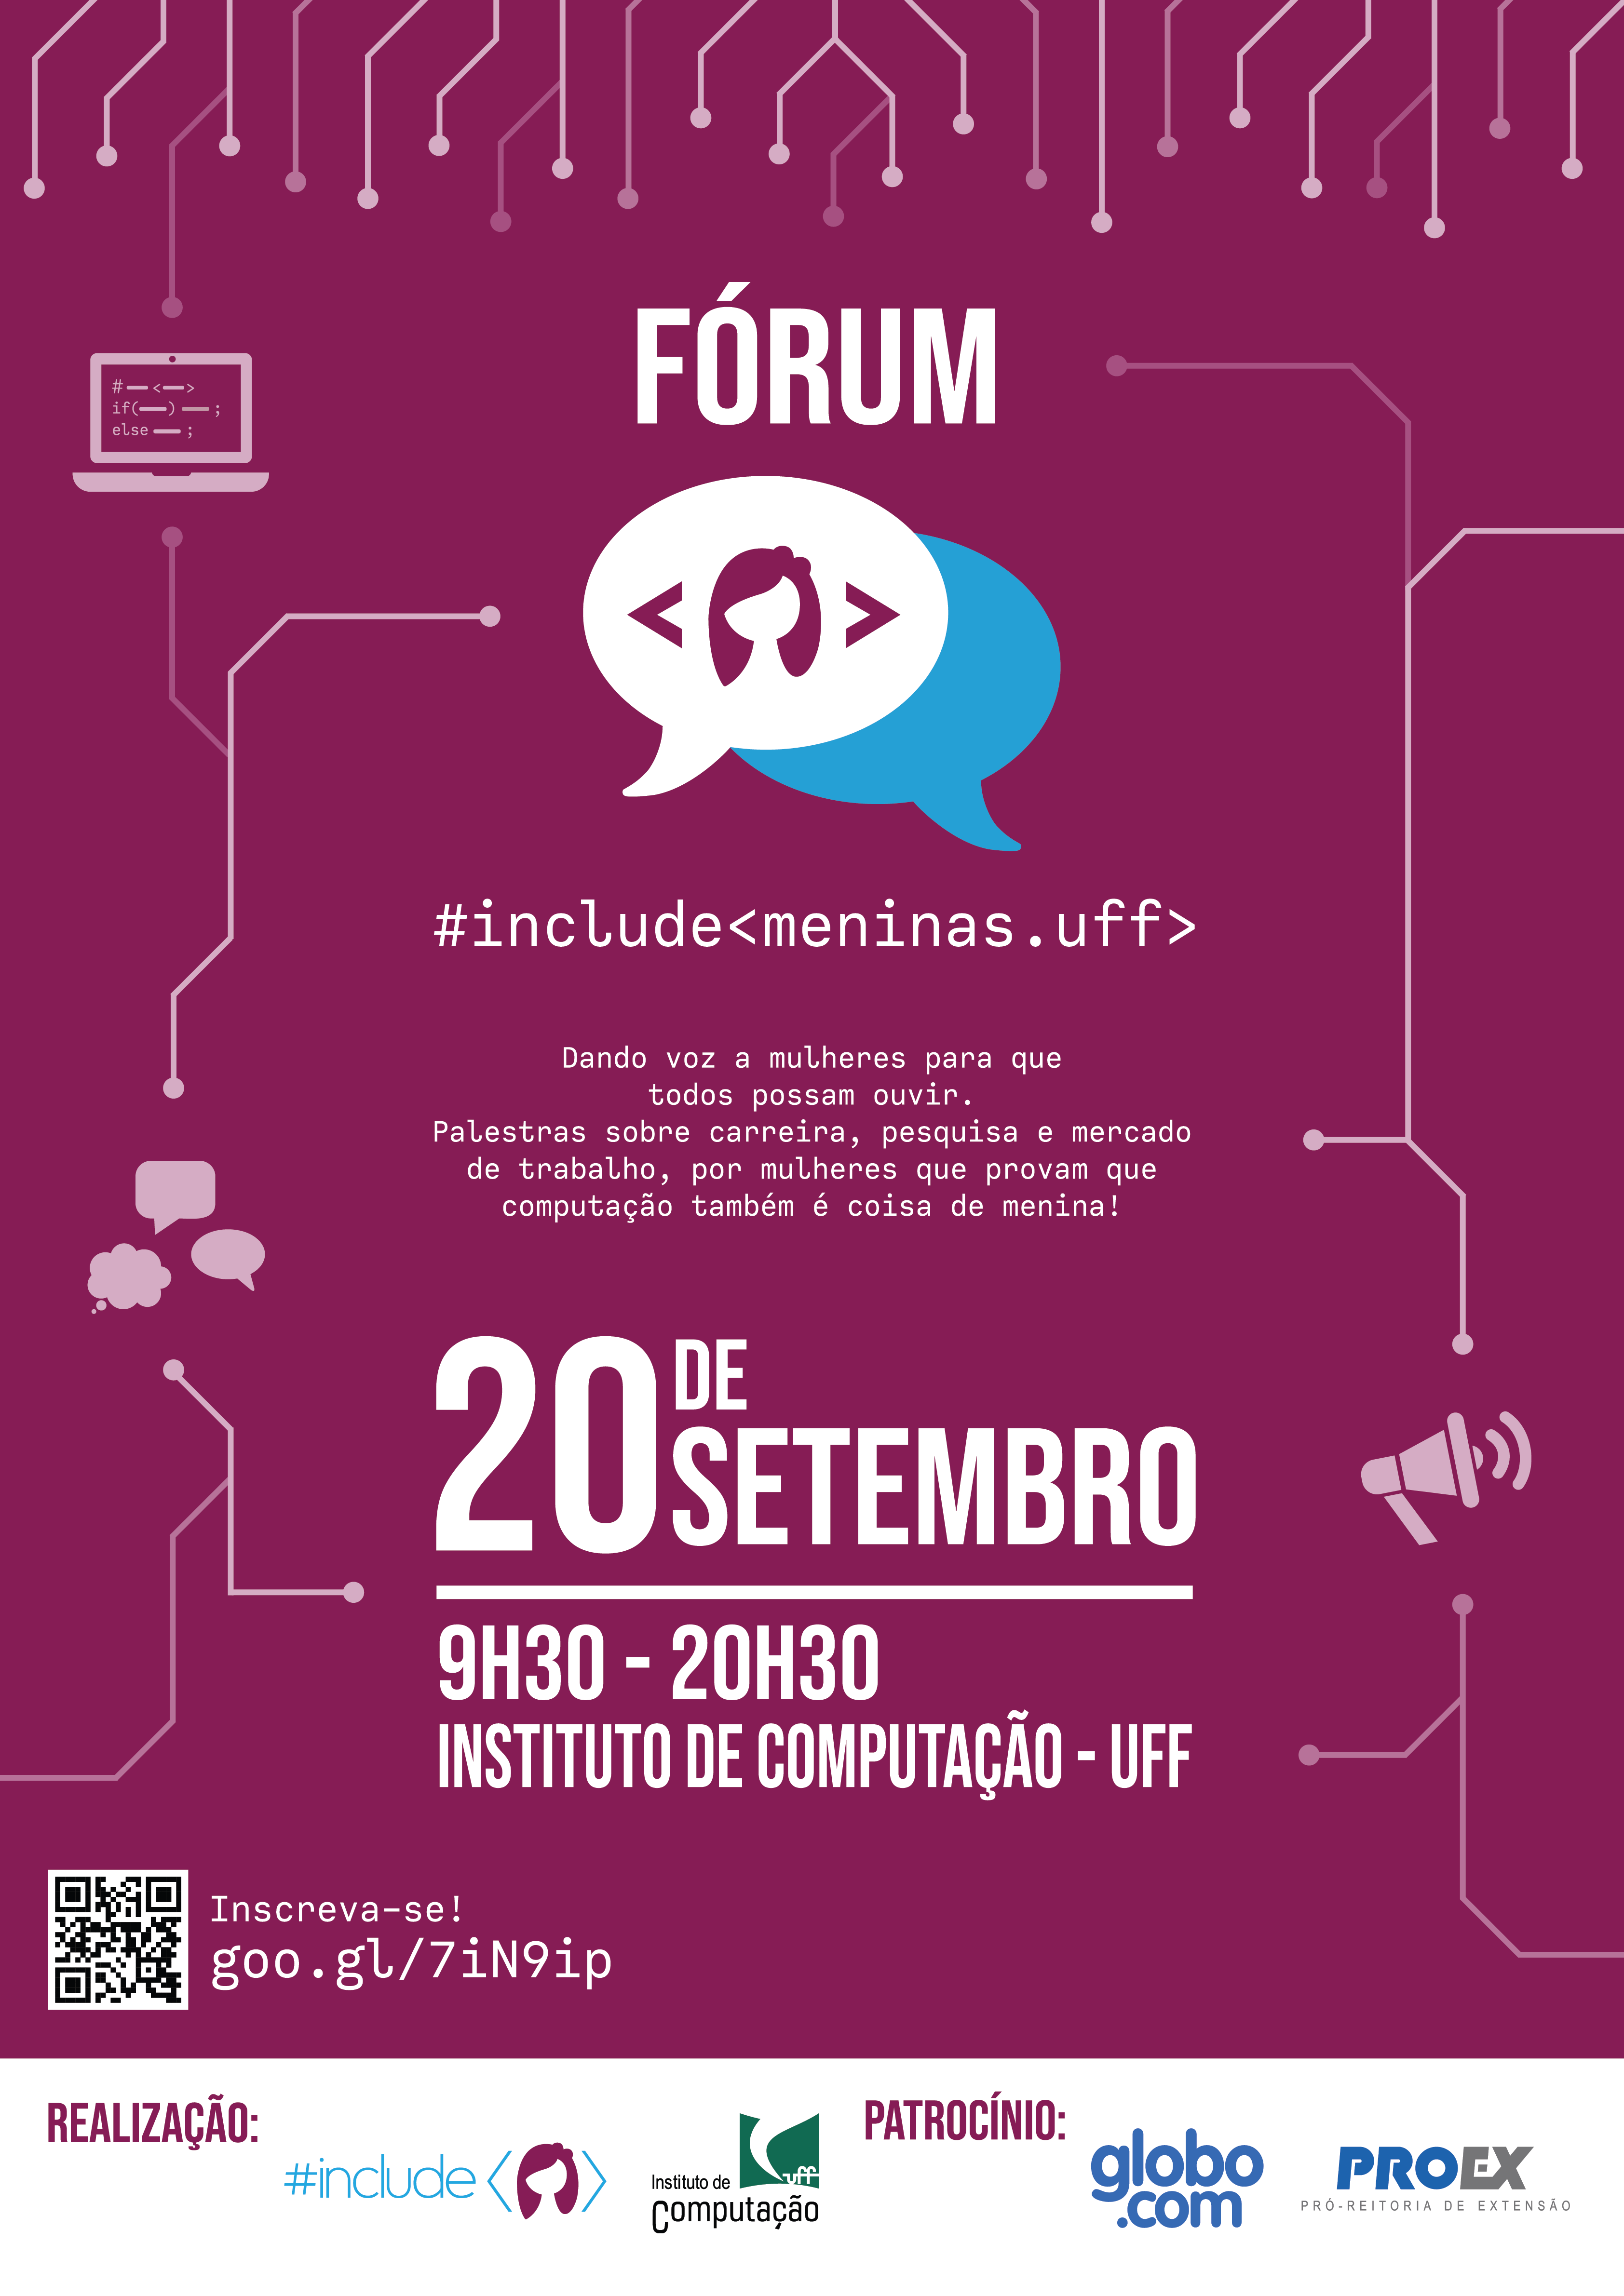 # < >
if( ) ;
else ;
FÓRUM
< >
#include<meninas.uff>
Dando voz a mulheres para que
todos possam ouvir.
Palestras sobre carreira, pesquisa e mercado
de trabalho, por mulheres que provam que
computação também é coisa de menina!
20 DE
SETEMBRO
9H30 - 20H30
INSTITUTO DE COMPUTAÇÃO - UFF
Inscreva-se!
goo.gl/7iN9ip
REALIZAÇÃO:
#include < >
Instituto de
Computação
uff
PATROCÍNIO:
globo
.com
PROEX
PRÓ-REITORIA DE EXTENSÃO